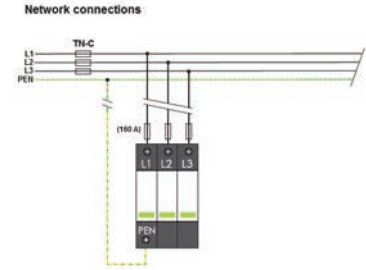 Network connections
TN-C
L1
L2
L3
PEN
(160 A)
L1 L2 L3
PEN